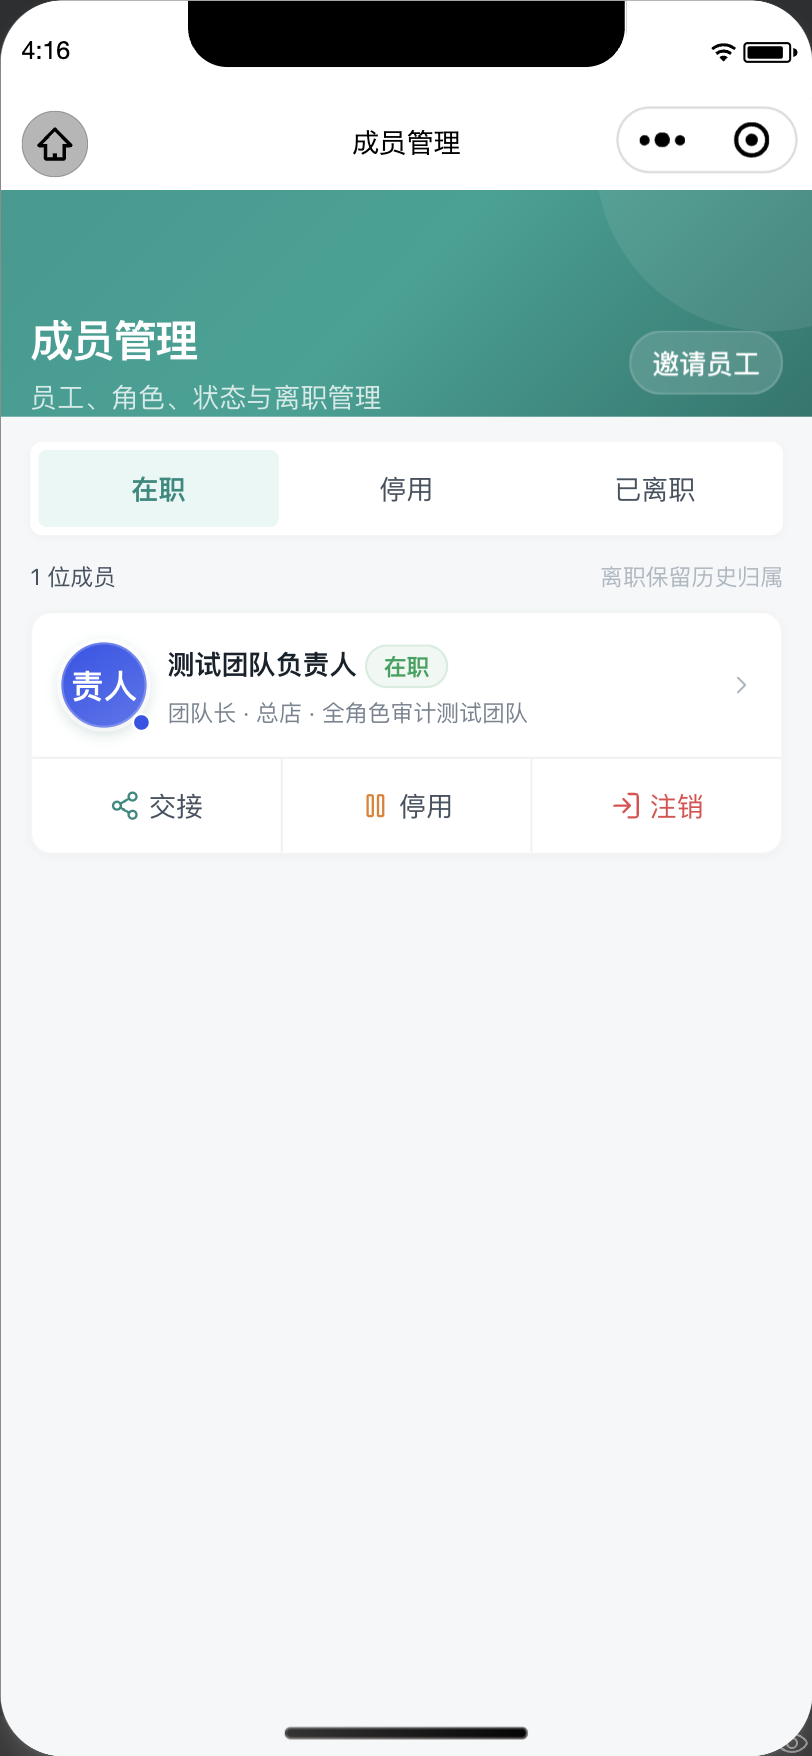 4:16
成员管理
成员管理
邀请员工
员工、角色、状态与离职管理
在职
停用
已离职
1 位成员
离职保留历史归属
责人
测试团队负责人
在职
团队长 · 总店 · 全角色审计测试团队
交接
停用
注销